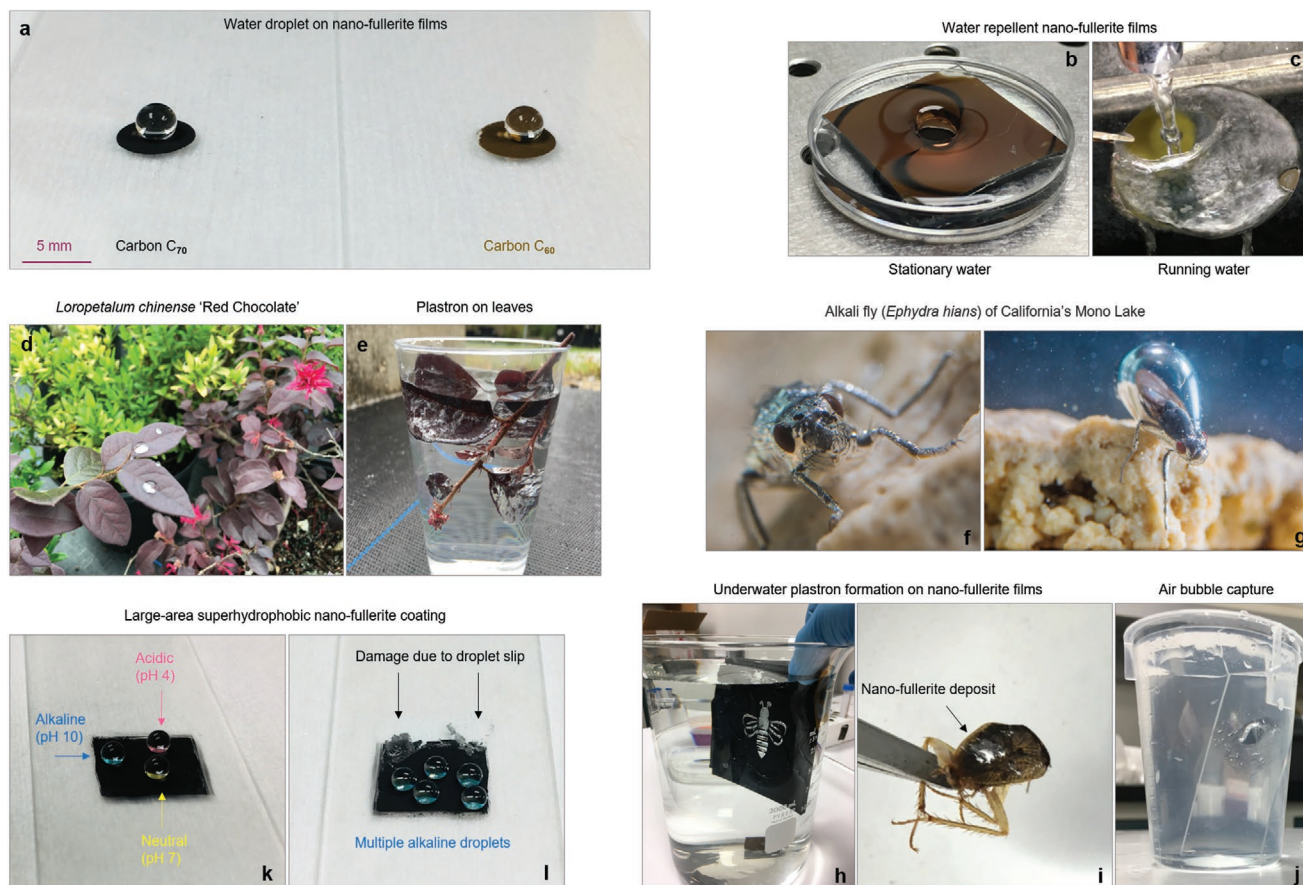 a
Water droplet on nano-fullerite films
5 mm
Carbon C₇₀
Carbon C₆₀
Water repellent nano-fullerite films
b
c
Stationary water
Running water
Loropetalum chinense ‘Red Chocolate’
Plastron on leaves
d
e
Alkali fly (Ephydra hians) of California’s Mono Lake
f
g
Large-area superhydrophobic nano-fullerite coating
Acidic
(pH 4)
Alkaline
(pH 10)
Neutral
(pH 7)
k
Damage due to droplet slip
Multiple alkaline droplets
l
Underwater plastron formation on nano-fullerite films
Air bubble capture
h
Nano-fullerite deposit
i
j